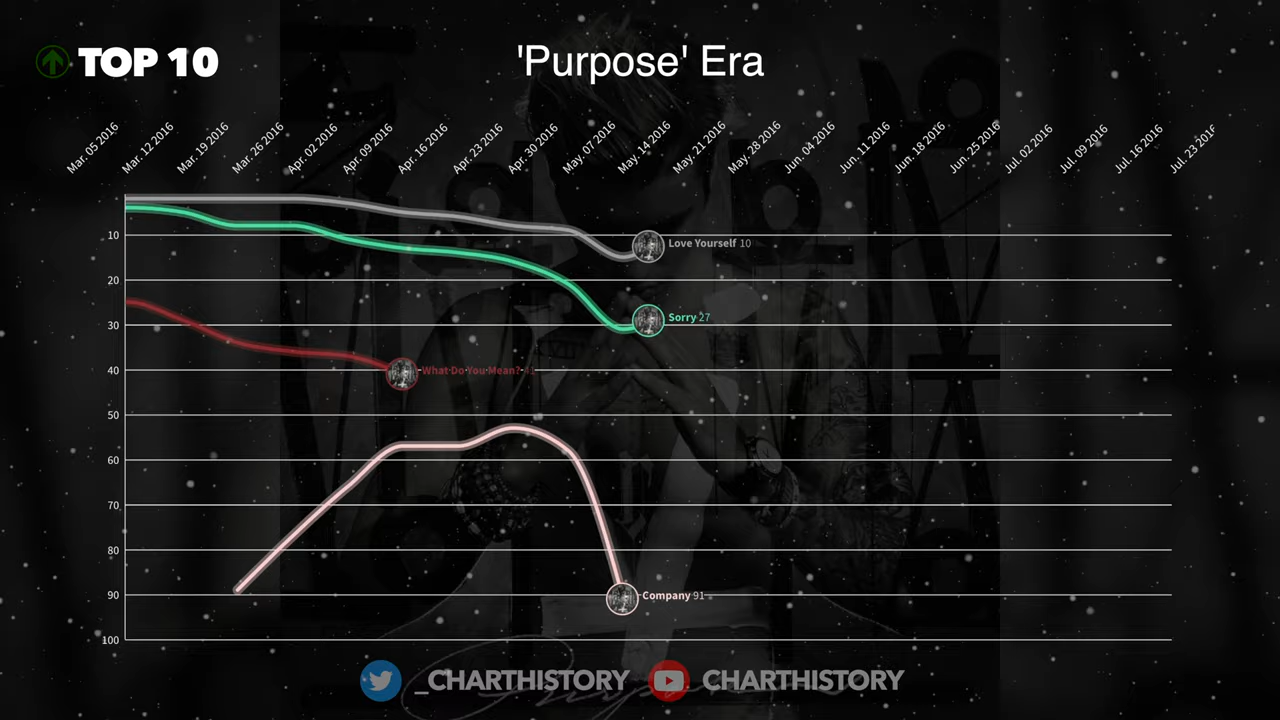 TOP 10
'Purpose' Era
Mar. 05 2016
Mar. 12 2016
Mar. 19 2016
Mar. 26 2016
Apr. 02 2016
Apr. 09 2016
Apr. 16 2016
Apr. 23 2016
Apr. 30 2016
May. 07 2016
May. 14 2016
May. 21 2016
May. 28 2016
Jun. 04 2016
Jun. 11 2016
Jun. 18 2016
Jun. 25 2016
Jul. 02 2016
Jul. 09 2016
Jul. 16 2016
Jul. 23 2016
10
Love Yourself 10
20
30
Sorry 27
40
What Do You Mean? 41
50
60
70
80
90
Company 91
100
_CHARTHISTORY
CHARTHISTORY